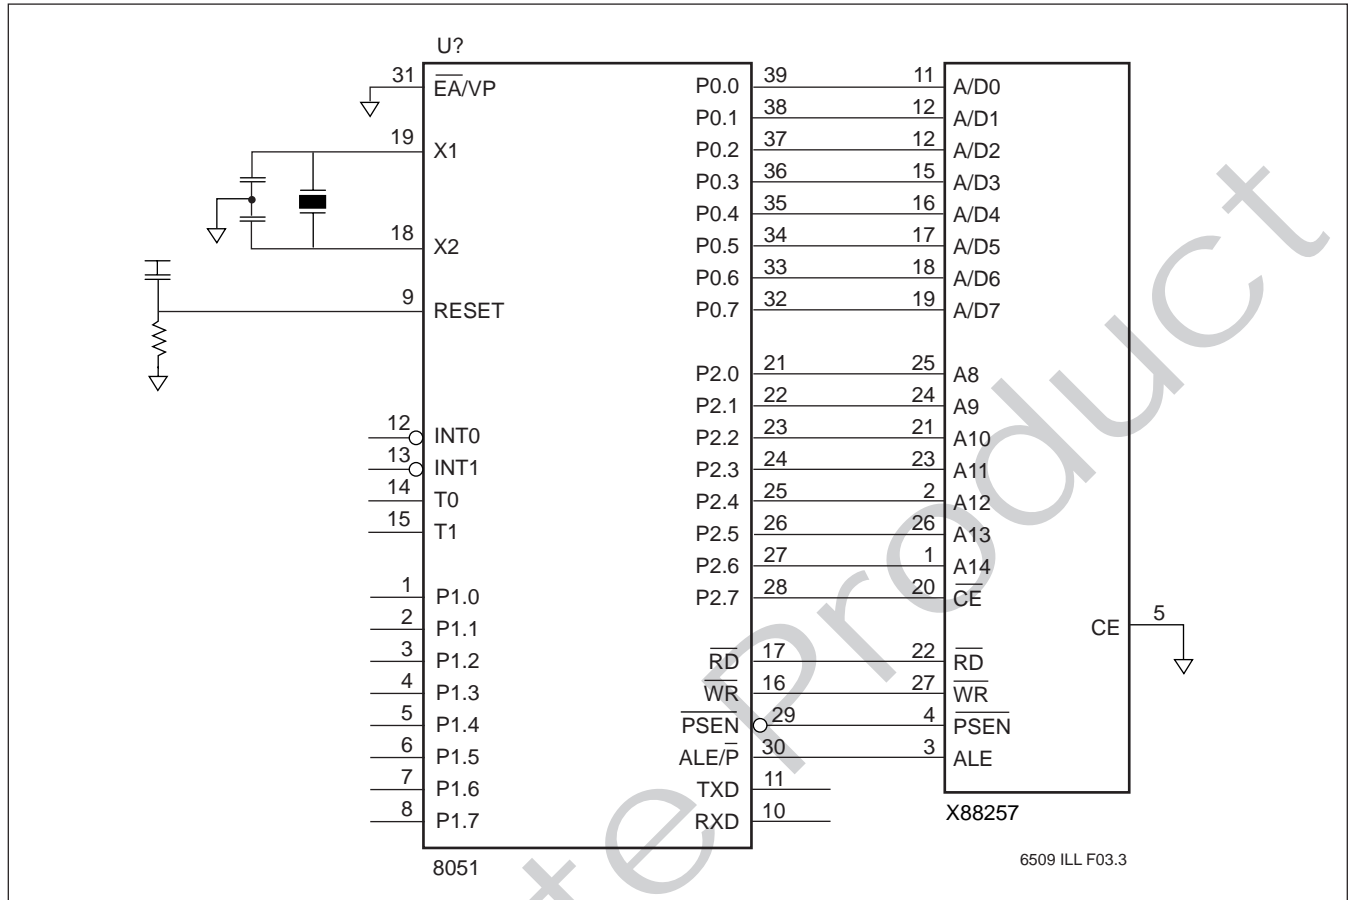 U?
31 EA/VP P0.0 39 11 A/D0
P0.1 38 12 A/D1
19 X1 P0.2 37 12 A/D2
P0.3 36 15 A/D3
P0.4 35 16 A/D4
18 X2 P0.5 34 17 A/D5
P0.6 33 18 A/D6
9 RESET P0.7 32 19 A/D7
P2.0 21 25 A8
P2.1 22 24 A9
12 INT0 P2.2 23 21 A10
13 INT1 P2.3 24 23 A11
14 T0 P2.4 25 2 A12
15 T1 P2.5 26 26 A13
P2.6 27 1 A14
1 P1.0 P2.7 28 20 CE
2 P1.1 CE 5
3 P1.2 RD 17 22 RD
4 P1.3 WR 16 27 WR
5 P1.4 PSEN 29 4 PSEN
6 P1.5 ALE/P 30 3 ALE
7 P1.6 TXD 11
8 P1.7 RXD 10
X88257
8051
6509 ILL F03.3
te Product